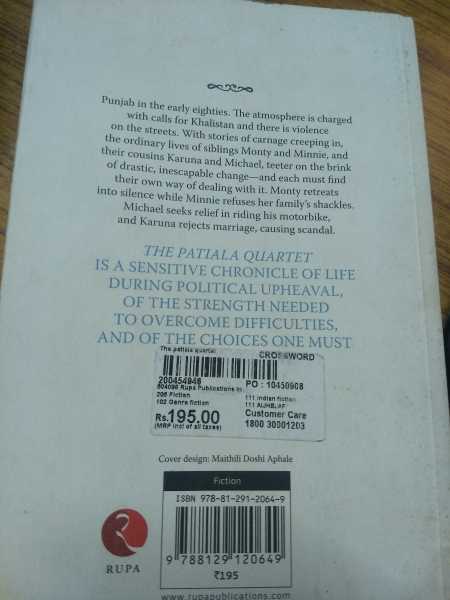 Punjab in the early eighties. The atmosphere is charged
with calls for Khalistan and there is violence
on the streets. With stories of carnage creeping in,
the ordinary lives of siblings Monty and Minnie, and
their cousins Karuna and Michael, teeter on the brink
of drastic, inescapable change—and each must find
their own way of dealing with it. Monty retreats
into silence while Minnie refuses her family's shackles.
Michael seeks relief in riding his motorbike,
and Karuna rejects marriage, causing scandal.
THE PATIALA QUARTET
IS A SENSITIVE CHRONICLE OF LIFE
DURING POLITICAL UPHEAVAL,
OF THE STRENGTH NEEDED
TO OVERCOME DIFFICULTIES,
AND OF THE CHOICES ONE MUST
The patiala quartet
CROSSWORD
200454946
PO : 10450908
504096 Rupa Publications In
206 Fiction
111 Indian fiction
102 Genre fiction
111
Rs.195.00
Customer Care
(MRP incl of all taxes)
1800 30001203
Cover design: Maithili Doshi Aphale
Fiction
ISBN 978-81-291-2064-9
9 788129 120649
₹195
RUPA
www.rupapublications.com